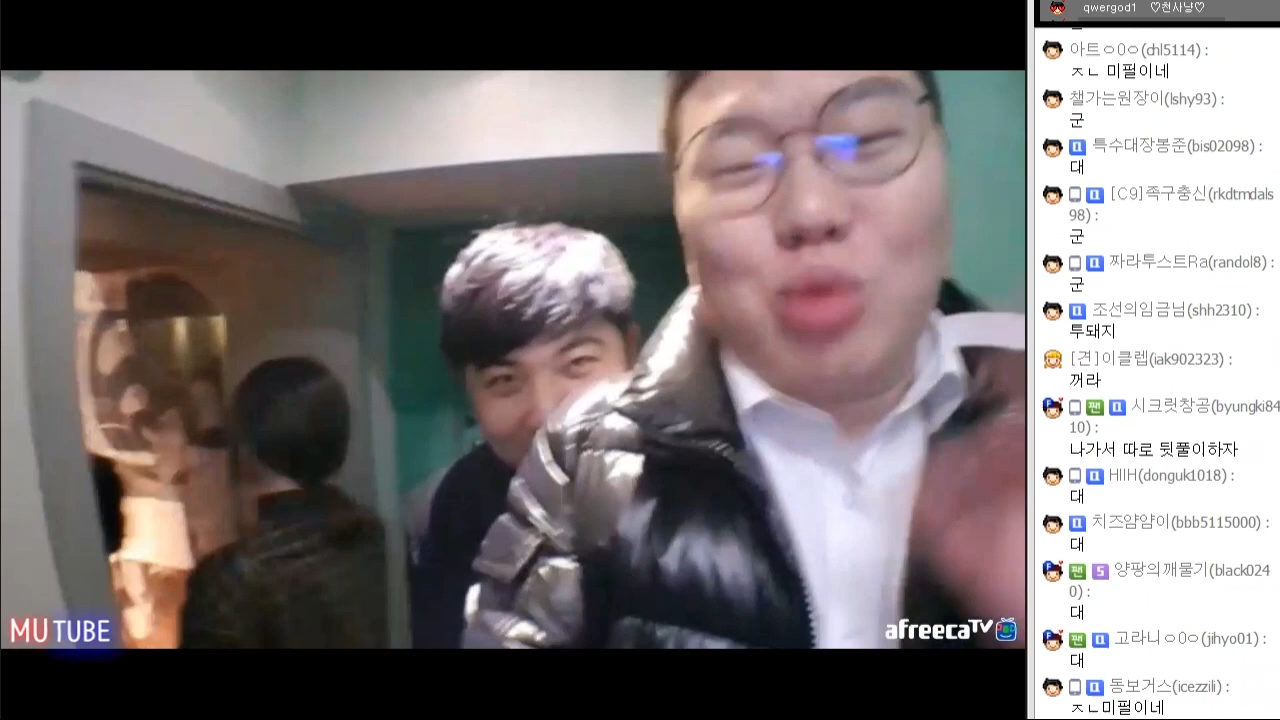 qwergod1 ♡천사냥♡
아트ㅇ0ㅇ(chl5114) :
ㅈㄴ 미필이네
챌가는원장이(lshy93) :
군
특수대장봉준(bis02098) :
대
[C9]족구충신(rkdtmdals
98) :
군
짜라투스트Ra(randol8) :
군
조선의임금님(shh2310) :
투돼지
[견]이클렙(iak902323) :
꺼라
팬 시크릿창공(byungki84
10) :
나가서 따로 뒷풀이하자
HIIH(donguk1018) :
대
치즈얌얌이(bbb5115000) :
대
팬 S 양팡의깨물기(black024
0) :
대
팬 고라니ㅇ0ㅇ(jihyo01) :
대
동보거스(icezzili) :
ㅈㄴ미필이네
MUTUBE
afreecaTV